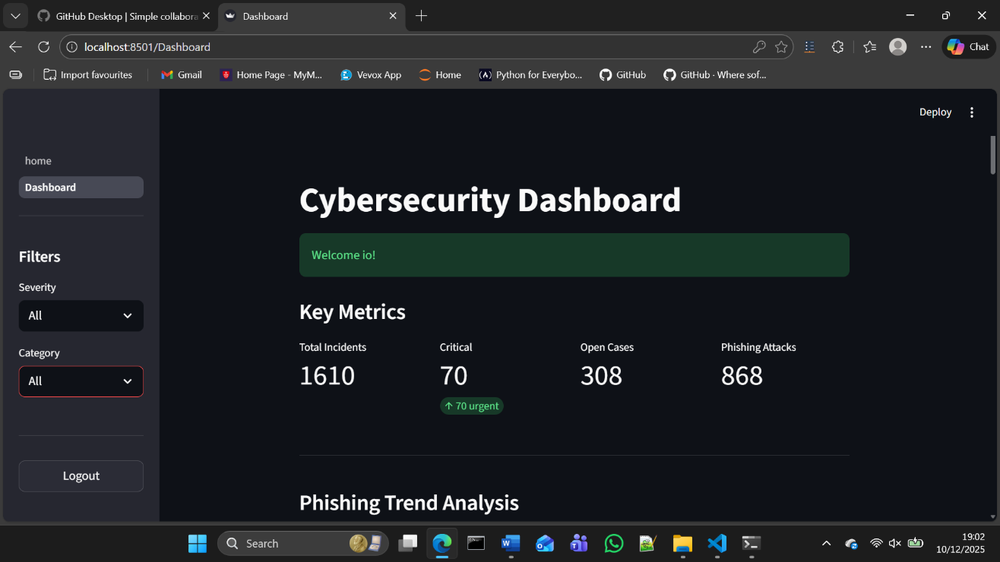 GitHub Desktop | Simple collabora
Dashboard
localhost:8501/Dashboard
Chat
Import favourites
Gmail
Home Page - MyM...
Vevox App
Home
Python for Everybo...
GitHub
GitHub · Where sof...
Deploy
home
Dashboard
Filters
Severity
All
Category
All
Logout
Cybersecurity Dashboard
Welcome io!
Key Metrics
Total Incidents
1610
Critical
70
↑ 70 urgent
Open Cases
308
Phishing Attacks
868
Phishing Trend Analysis
Search
19:02
10/12/2025